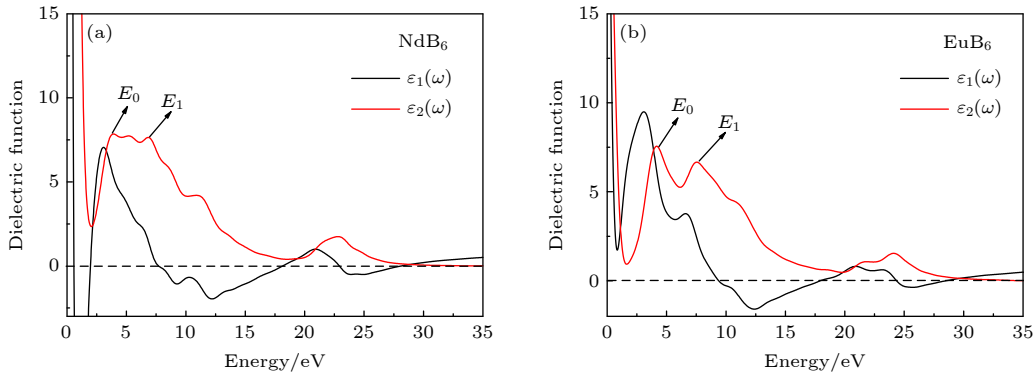 (a)
NdB₆
ε₁(ω)
ε₂(ω)
E₀
E₁
Dielectric function
15
10
5
0
0 5 10 15 20 25 30 35
Energy/eV
(b)
EuB₆
ε₁(ω)
ε₂(ω)
E₀
E₁
Dielectric function
15
10
5
0
0 5 10 15 20 25 30 35
Energy/eV